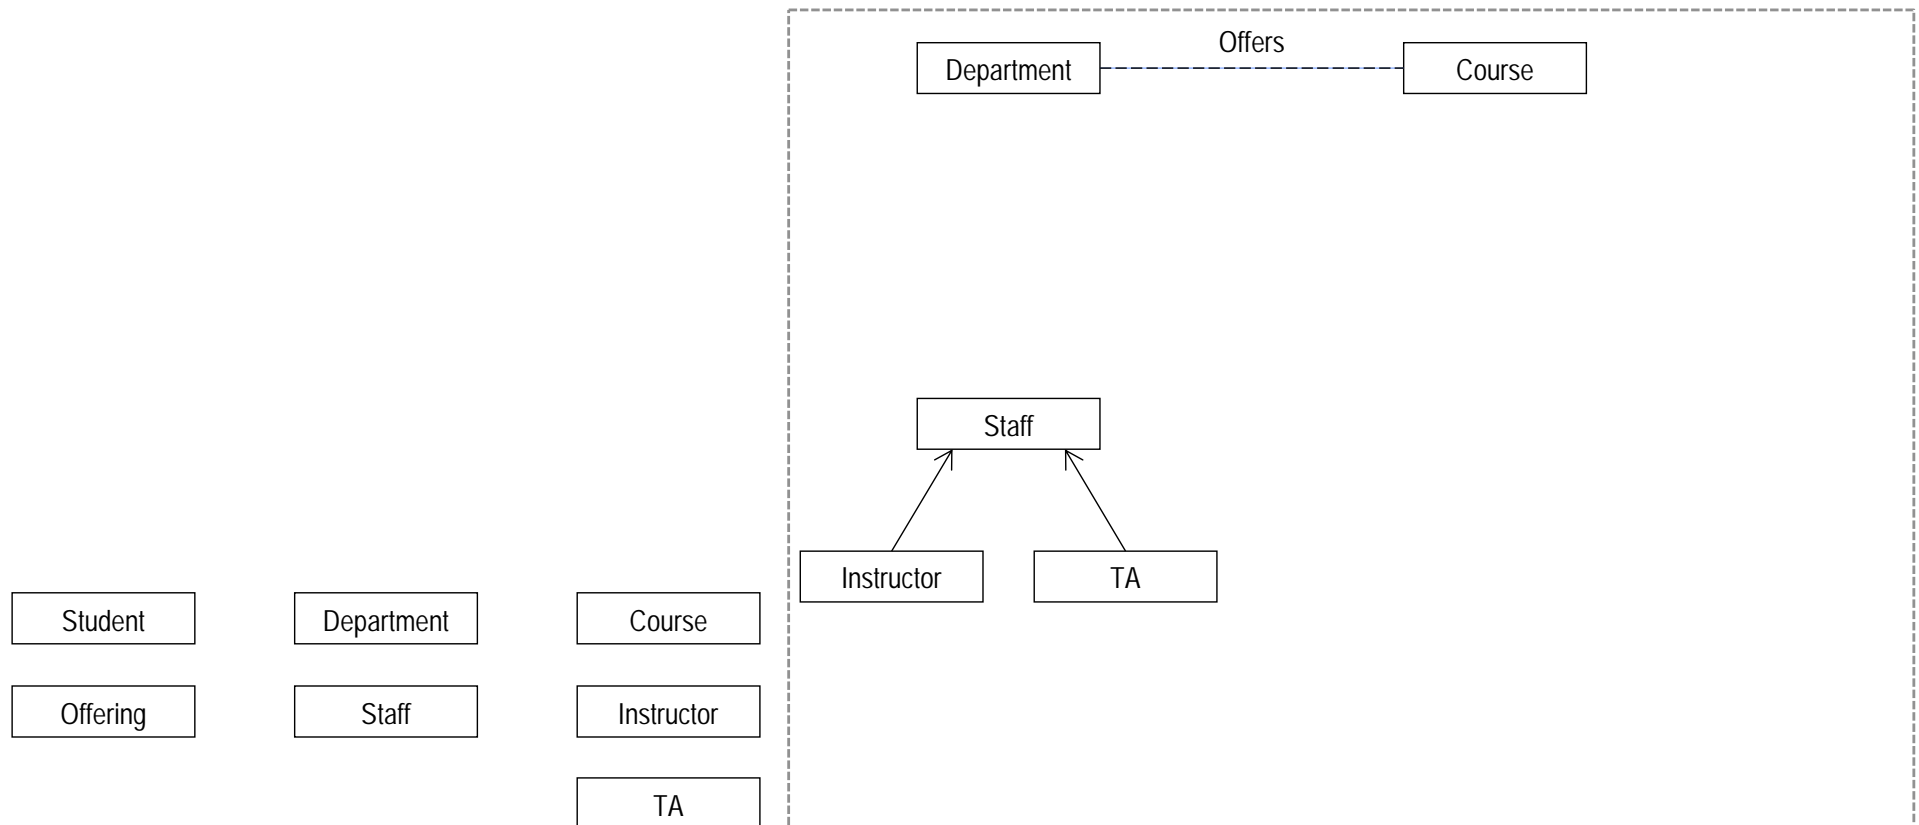 Offers
Department
Course
Staff
Instructor
TA
Student
Department
Course
Offering
Staff
Instructor
TA